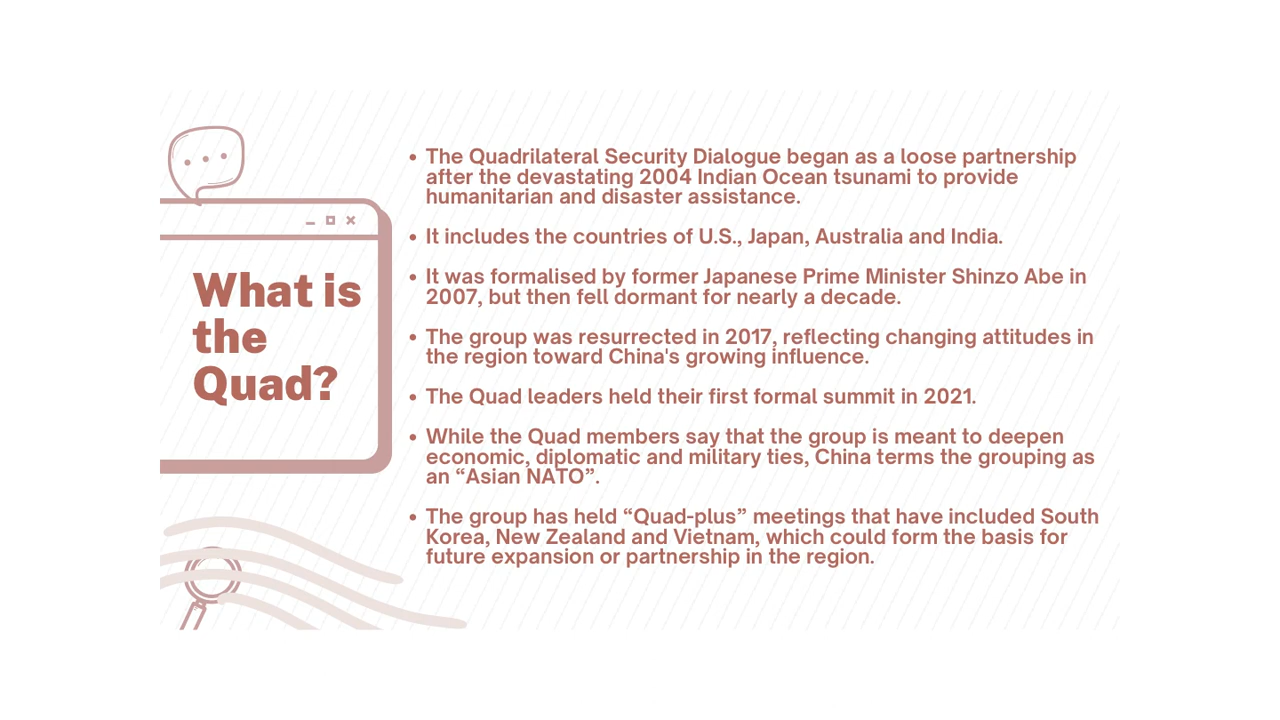 What is
the
Quad?
• The Quadrilateral Security Dialogue began as a loose partnership
after the devastating 2004 Indian Ocean tsunami to provide
humanitarian and disaster assistance.
• It includes the countries of U.S., Japan, Australia and India.
• It was formalised by former Japanese Prime Minister Shinzo Abe in
2007, but then fell dormant for nearly a decade.
• The group was resurrected in 2017, reflecting changing attitudes in
the region toward China's growing influence.
• The Quad leaders held their first formal summit in 2021.
• While the Quad members say that the group is meant to deepen
economic, diplomatic and military ties, China terms the grouping as
an “Asian NATO”.
• The group has held “Quad-plus” meetings that have included South
Korea, New Zealand and Vietnam, which could form the basis for
future expansion or partnership in the region.